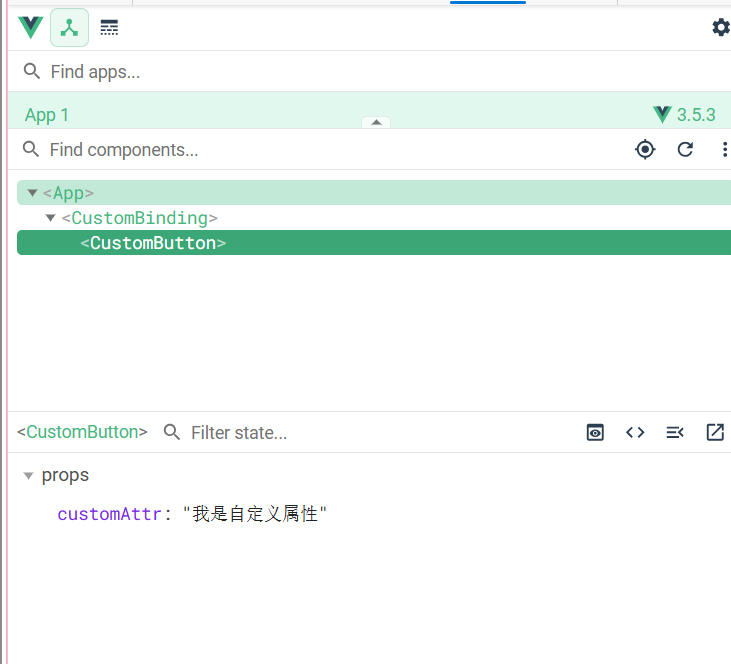 Find apps...
App 1 3.5.3
Find components...
<App>
<CustomBinding>
<CustomButton>
<CustomButton> Filter state...
props
customAttr: "我是自定义属性"